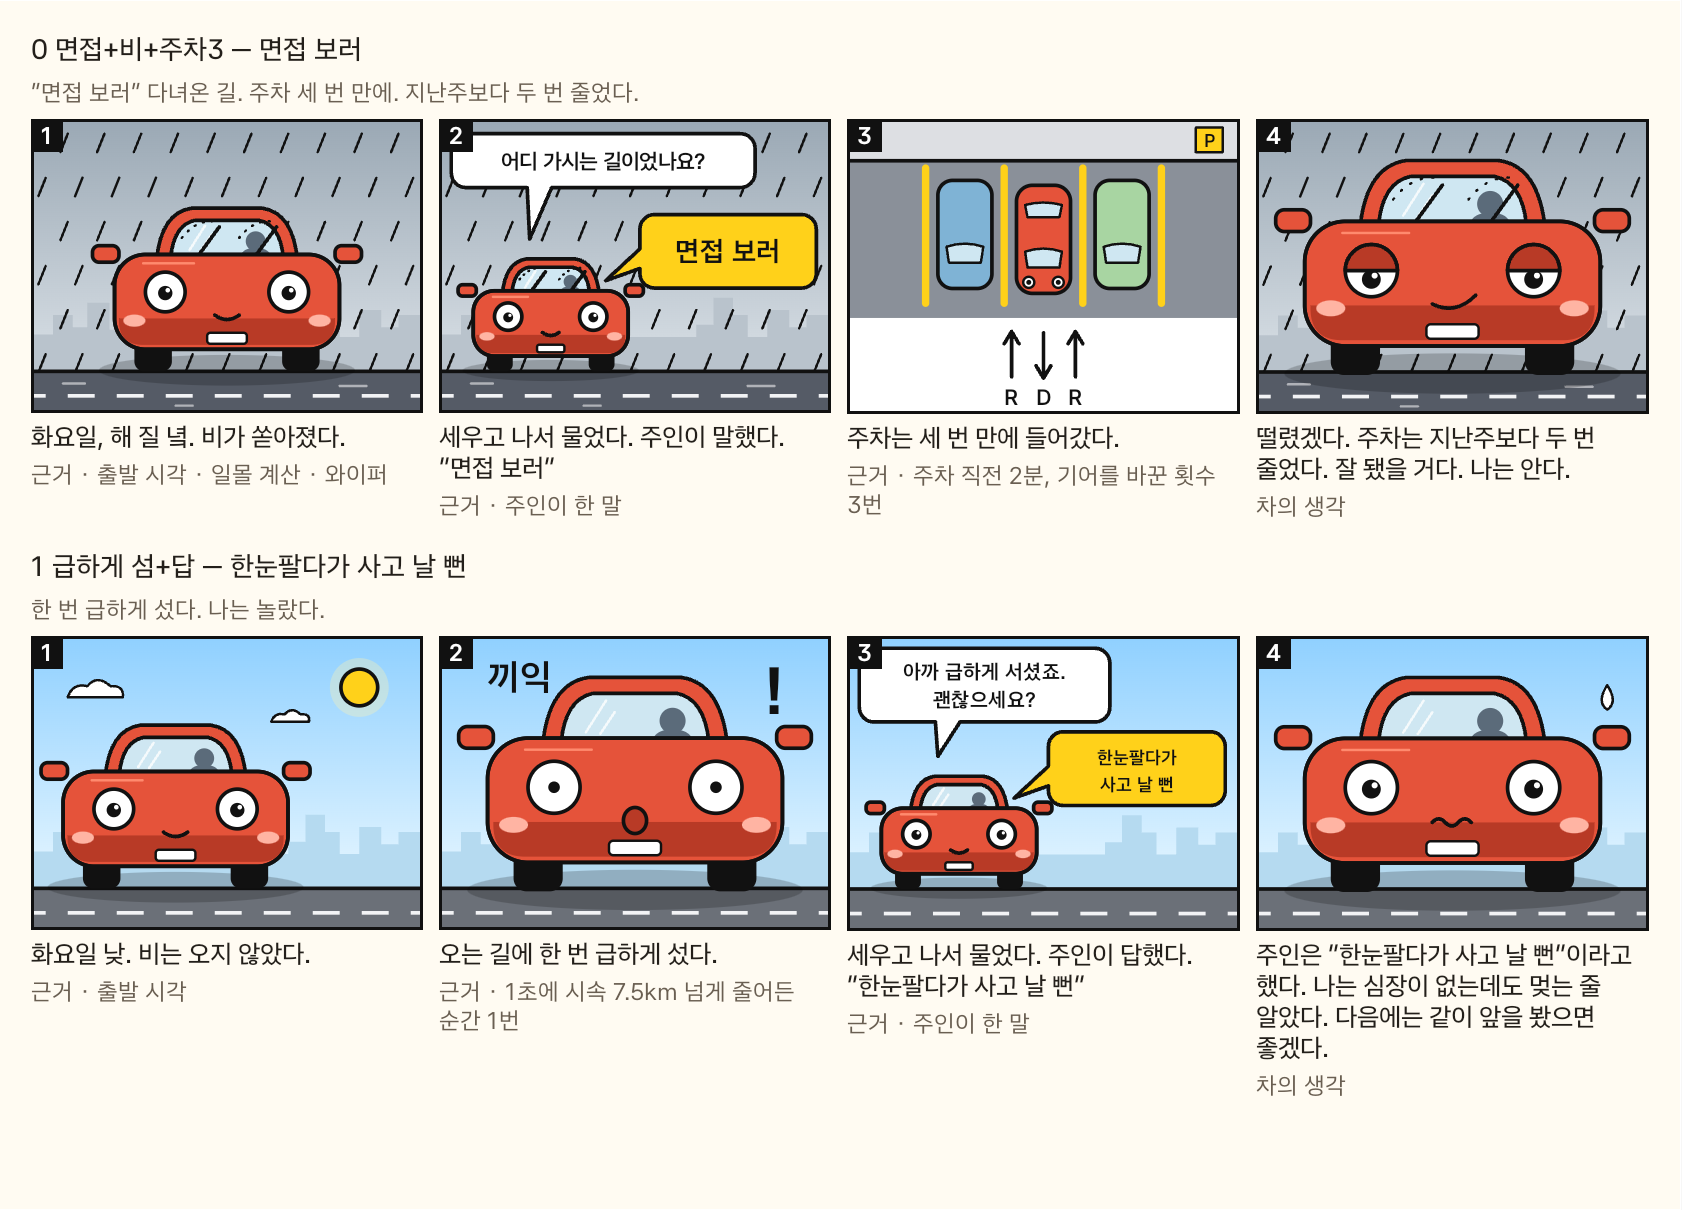 0 면접+비+주차3 — 면접 보러
"면접 보러" 다녀온 길. 주차 세 번 만에. 지난주보다 두 번 줄었다.
1
2
어디 가시는 길이었나요?
면접 보러
3
P
R D R
4
화요일, 해 질 녘. 비가 쏟아졌다.
근거 · 출발 시각 · 일몰 계산 · 와이퍼
세우고 나서 물었다. 주인이 말했다.
"면접 보러"
근거 · 주인이 한 말
주차는 세 번 만에 들어갔다.
근거 · 주차 직전 2분, 기어를 바꾼 횟수
3번
떨렸겠다. 주차는 지난주보다 두 번
줄었다. 잘 됐을 거다. 나는 안다.
차의 생각
1 급하게 섬+답 — 한눈팔다가 사고 날 뻔
한 번 급하게 섰다. 나는 놀랐다.
1
2
끼익
!
3
아까 급하게 서셨죠.
괜찮으세요?
한눈팔다가
사고 날 뻔
4
화요일 낮. 비는 오지 않았다.
근거 · 출발 시각
오는 길에 한 번 급하게 섰다.
근거 · 1초에 시속 7.5km 넘게 줄어든
순간 1번
세우고 나서 물었다. 주인이 답했다.
"한눈팔다가 사고 날 뻔"
근거 · 주인이 한 말
주인은 "한눈팔다가 사고 날 뻔"이라고
했다. 나는 심장이 없는데도 멎는 줄
알았다. 다음에는 같이 앞을 봤으면
좋겠다.
차의 생각